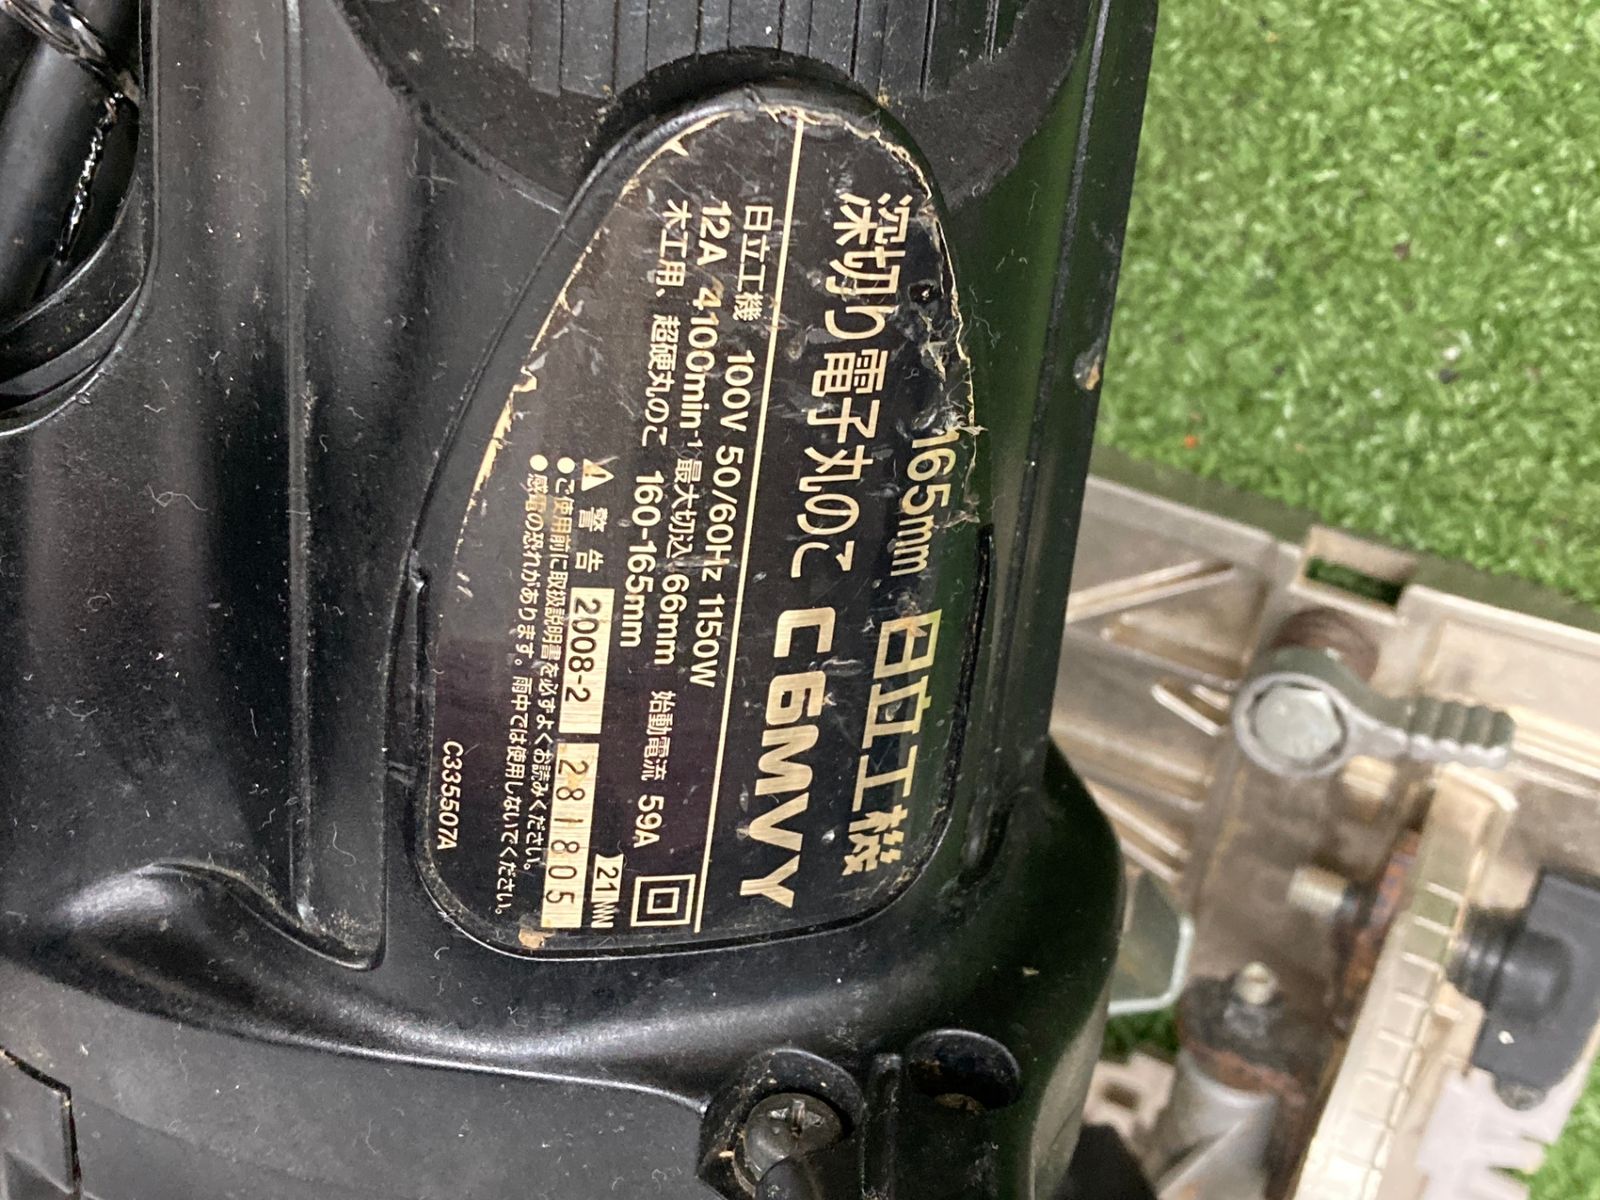 165mm 日立工機
深切り電子丸のこ C6MVY
日立工機 100V 50/60Hz 1150W
12A 4100min⁻¹ 最大切込 66mm 始動電流 59A
木工用、超硬丸のこ 160-165mm
⚠ 警告 2008-2 281805 21NW
●ご使用前に取扱説明書を必ずよくお読みください。
●感電の恐れがあります。雨中では使用しないでください。
C335507A